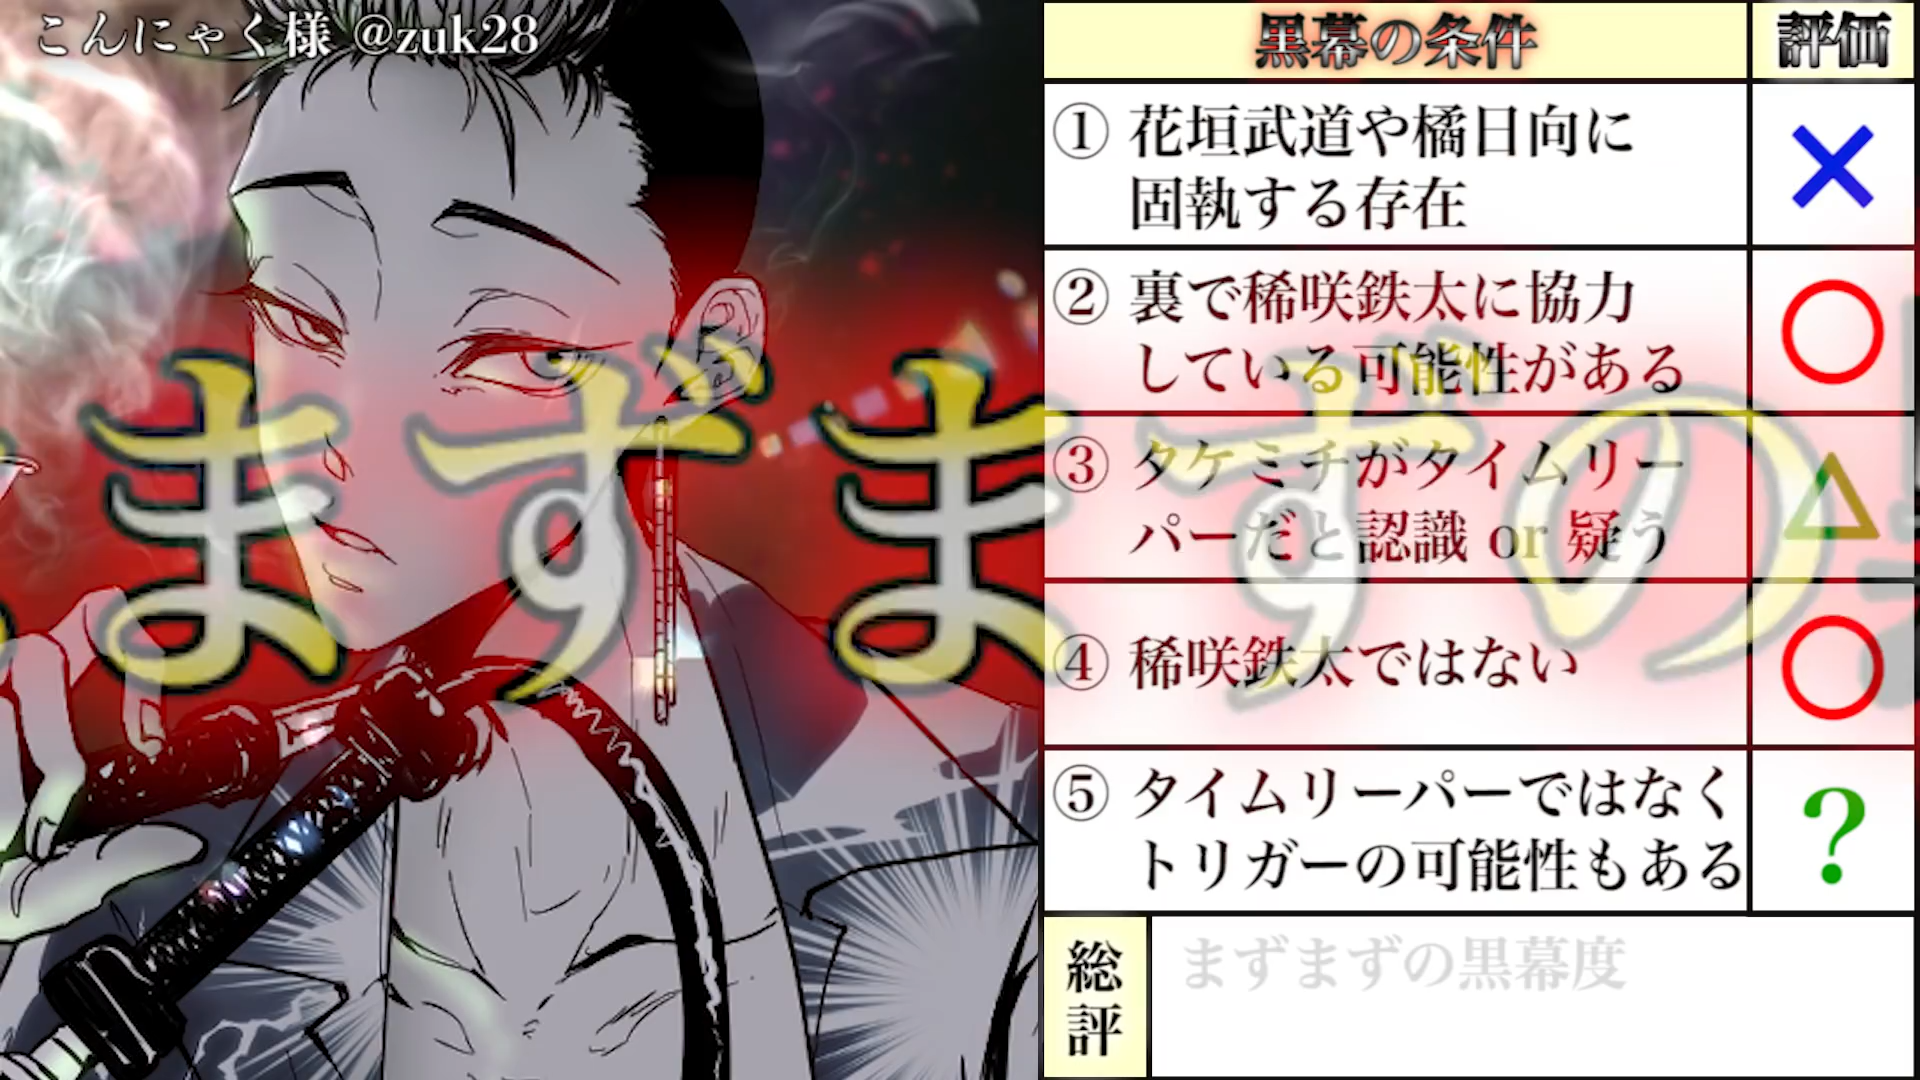 こんにゃく様 @zuk28
黒幕の条件 評価
① 花垣武道や橘日向に
固執する存在
×
② 裏で稀咲鉄太に協力
している可能性がある
○
③ タケミチがタイムリー
パーだと認識 or 疑う
△
④ 稀咲鉄太ではない
○
⑤ タイムリーパーではなく
トリガーの可能性もある
?
総評
まずまずの黒幕度
まずまずの